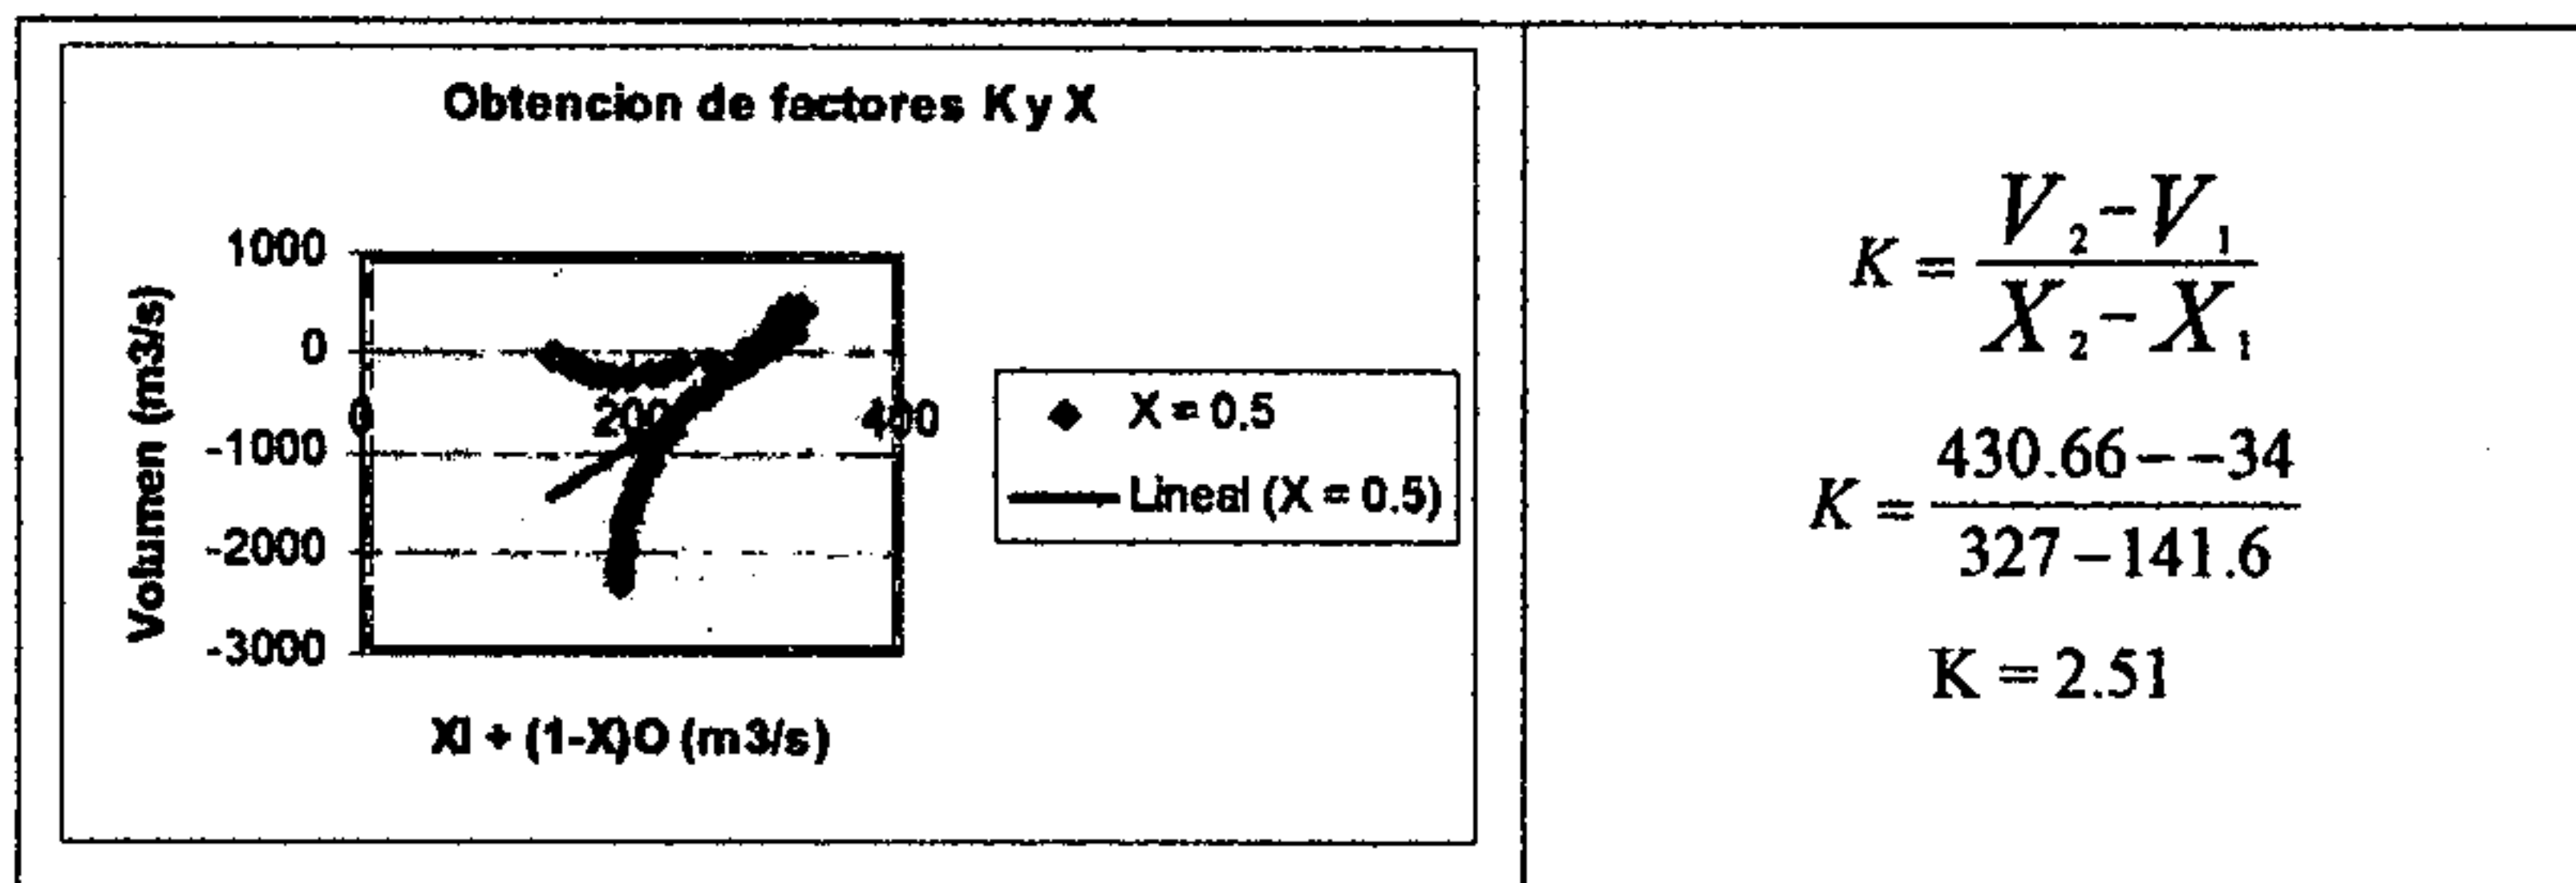 Obtencion de factores K y X
1000
0
-1000
-2000
-3000
0
200
400
Volumen (m3/s)
XI + (1-X)O (m3/s)
X = 0.5
Lineal (X = 0.5)
K = V₂ - V₁ / X₂ - X₁
K = 430.66 - -34 / 327 - 141.6
K = 2.51